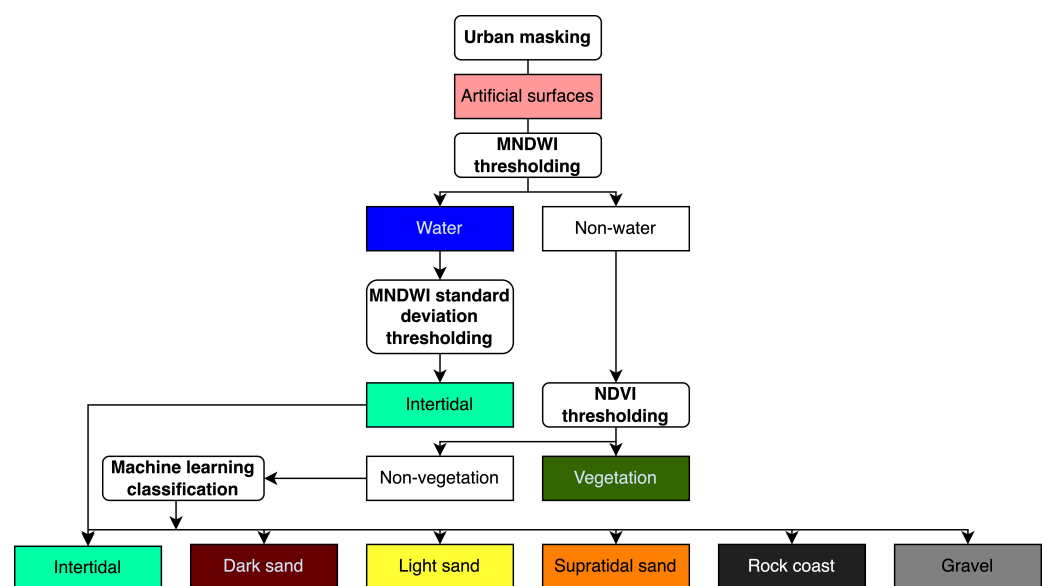 Urban masking
Artificial surfaces
MNDWI
thresholding
Water
Non-water
MNDWI standard
deviation
thresholding
Intertidal
NDVI
thresholding
Machine learning
classification
Non-vegetation
Vegetation
Intertidal
Dark sand
Light sand
Supratidal sand
Rock coast
Gravel